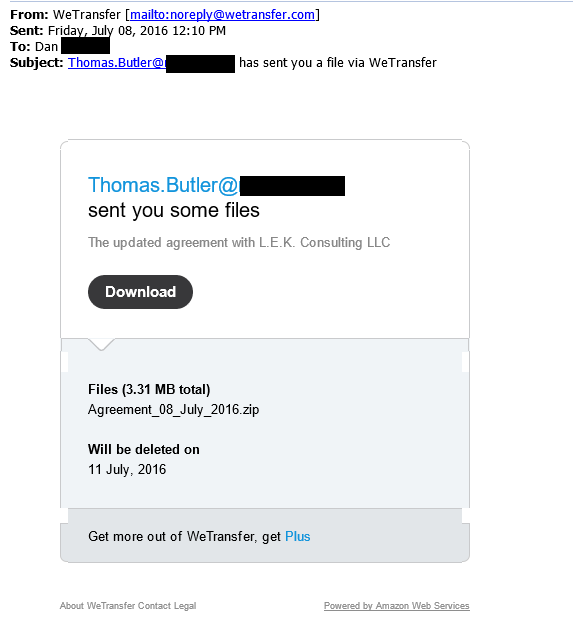 From: WeTransfer [mailto:noreply@wetransfer.com]
Sent: Friday, July 08, 2016 12:10 PM
To: Dan
Subject: Thomas.Butler@ has sent you a file via WeTransfer
Thomas.Butler@
sent you some files
The updated agreement with L.E.K. Consulting LLC
Download
Files (3.31 MB total)
Agreement_08_July_2016.zip
Will be deleted on
11 July, 2016
Get more out of WeTransfer, get Plus
About WeTransfer Contact Legal
Powered by Amazon Web Services